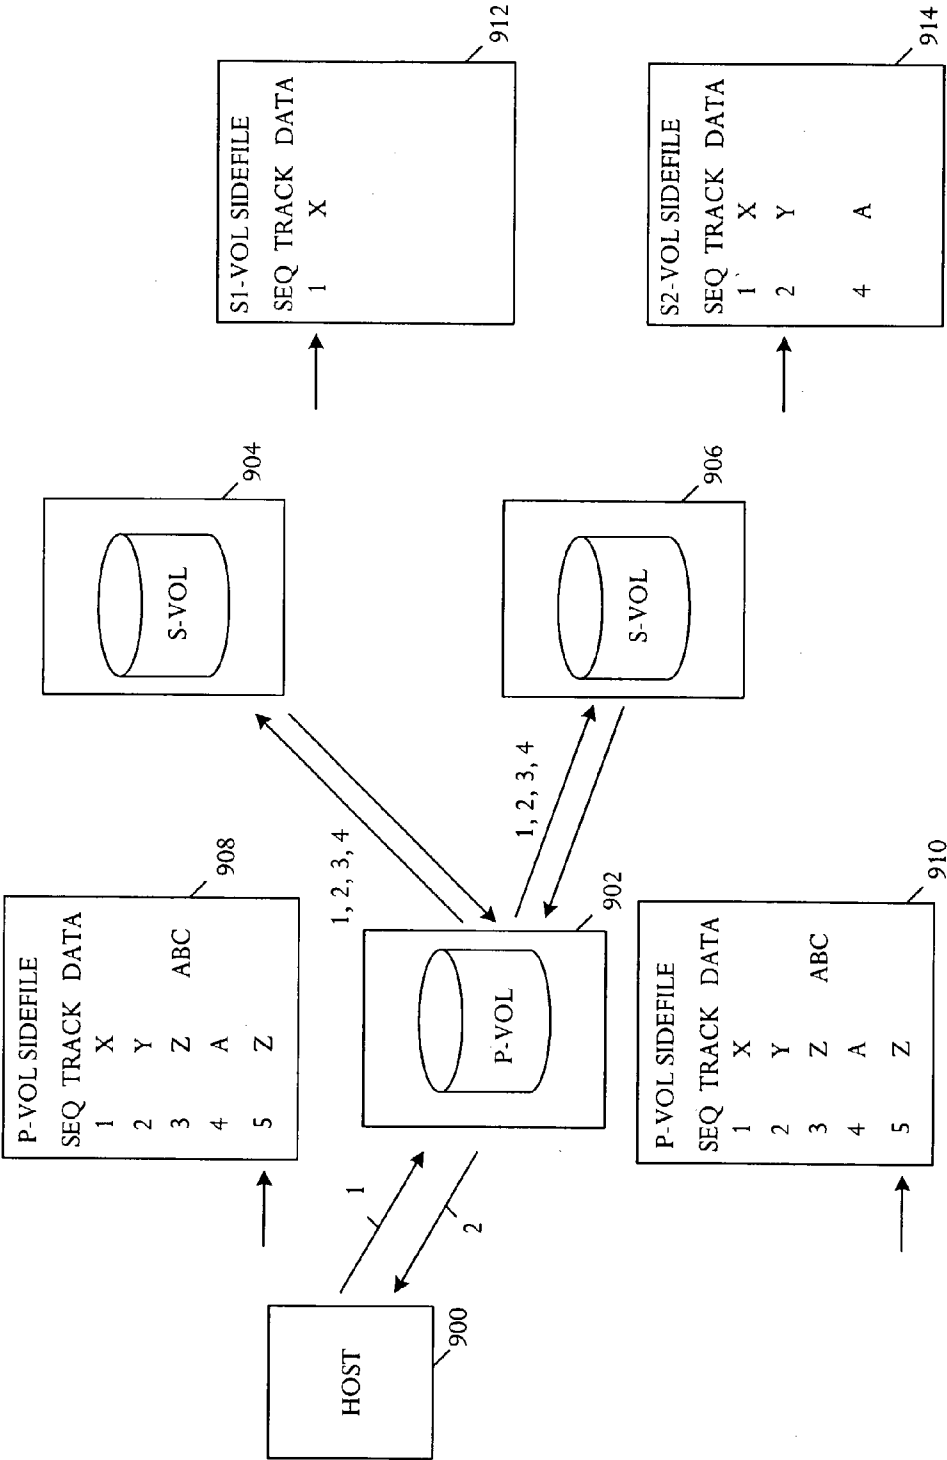 P-VOL SIDEFILE
SEQ TRACK DATA
1 X
2 Y
3 Z ABC
4 A
5 Z
908
S-VOL
904
S1-VOL SIDEFILE
SEQ TRACK DATA
1 X
912
HOST
900
1
2
P-VOL
902
1, 2, 3, 4
1, 2, 3, 4
P-VOL SIDEFILE
SEQ TRACK DATA
1 X
2 Y
3 Z ABC
4 A
5 Z
910
S-VOL
906
S2-VOL SIDEFILE
SEQ TRACK DATA
1 X
2 Y
4 A
914